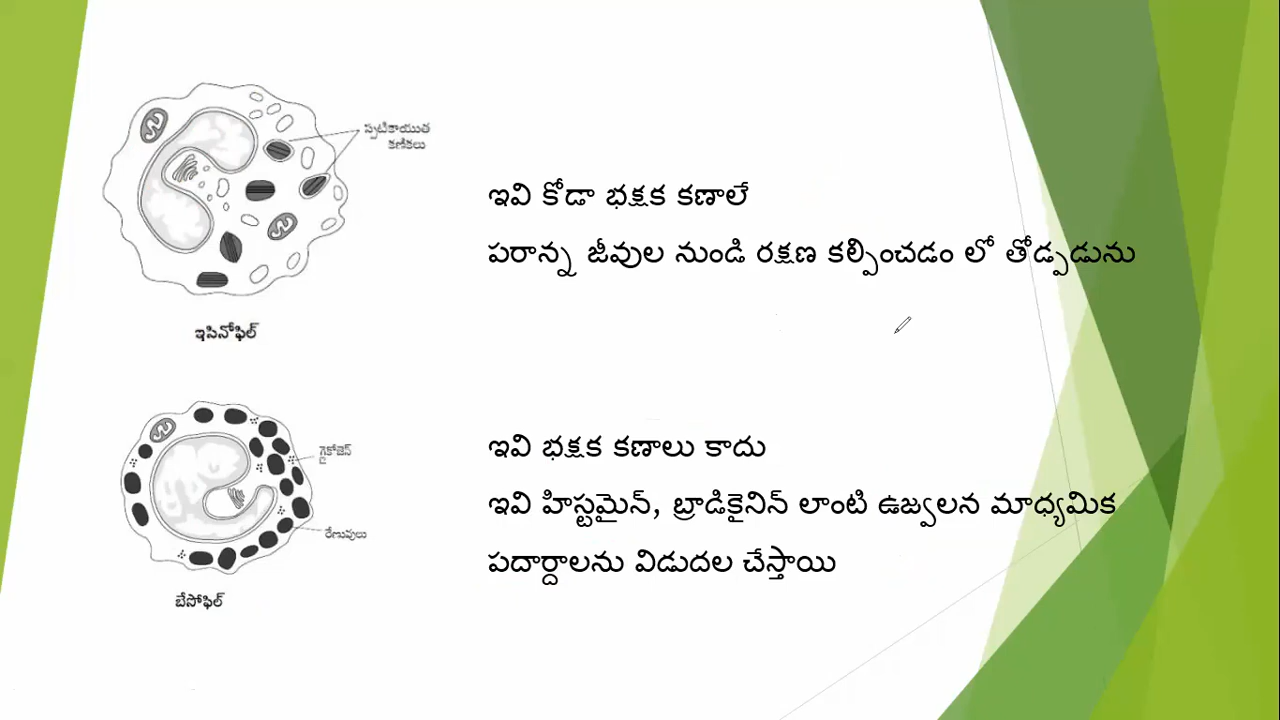 స్పటికాయుత
కణికలు
ఇవి కోడా భక్షక కణాలే
పరాన్న జీవుల నుండి రక్షణ కల్పించడం లో తోడ్పడును
ఇసినోఫిల్
ఇవి భక్షక కణాలు కాదు
గ్లైకోజెన్
ఇవి హిస్టమైన్, బ్రాడికైనిన్ లాంటి ఉజ్వలన మాధ్యమిక
రేణువులు
పదార్దాలను విడుదల చేస్తాయి
బేసోఫిల్